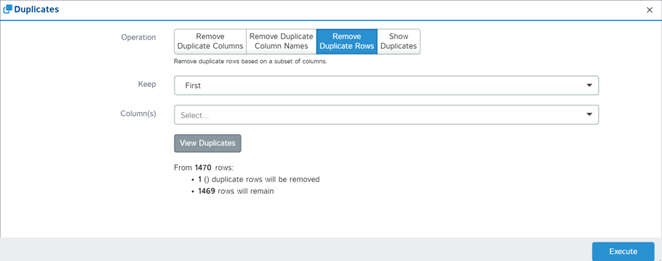 Duplicates
Operation
Remove Duplicate Columns
Remove Duplicate Column Names
Remove Duplicate Rows
Show Duplicates
Remove duplicate rows based on a subset of columns.
Keep
First
Column(s)
Select...
View Duplicates
From 1470 rows:
• 1 () duplicate rows will be removed
• 1469 rows will remain
Execute